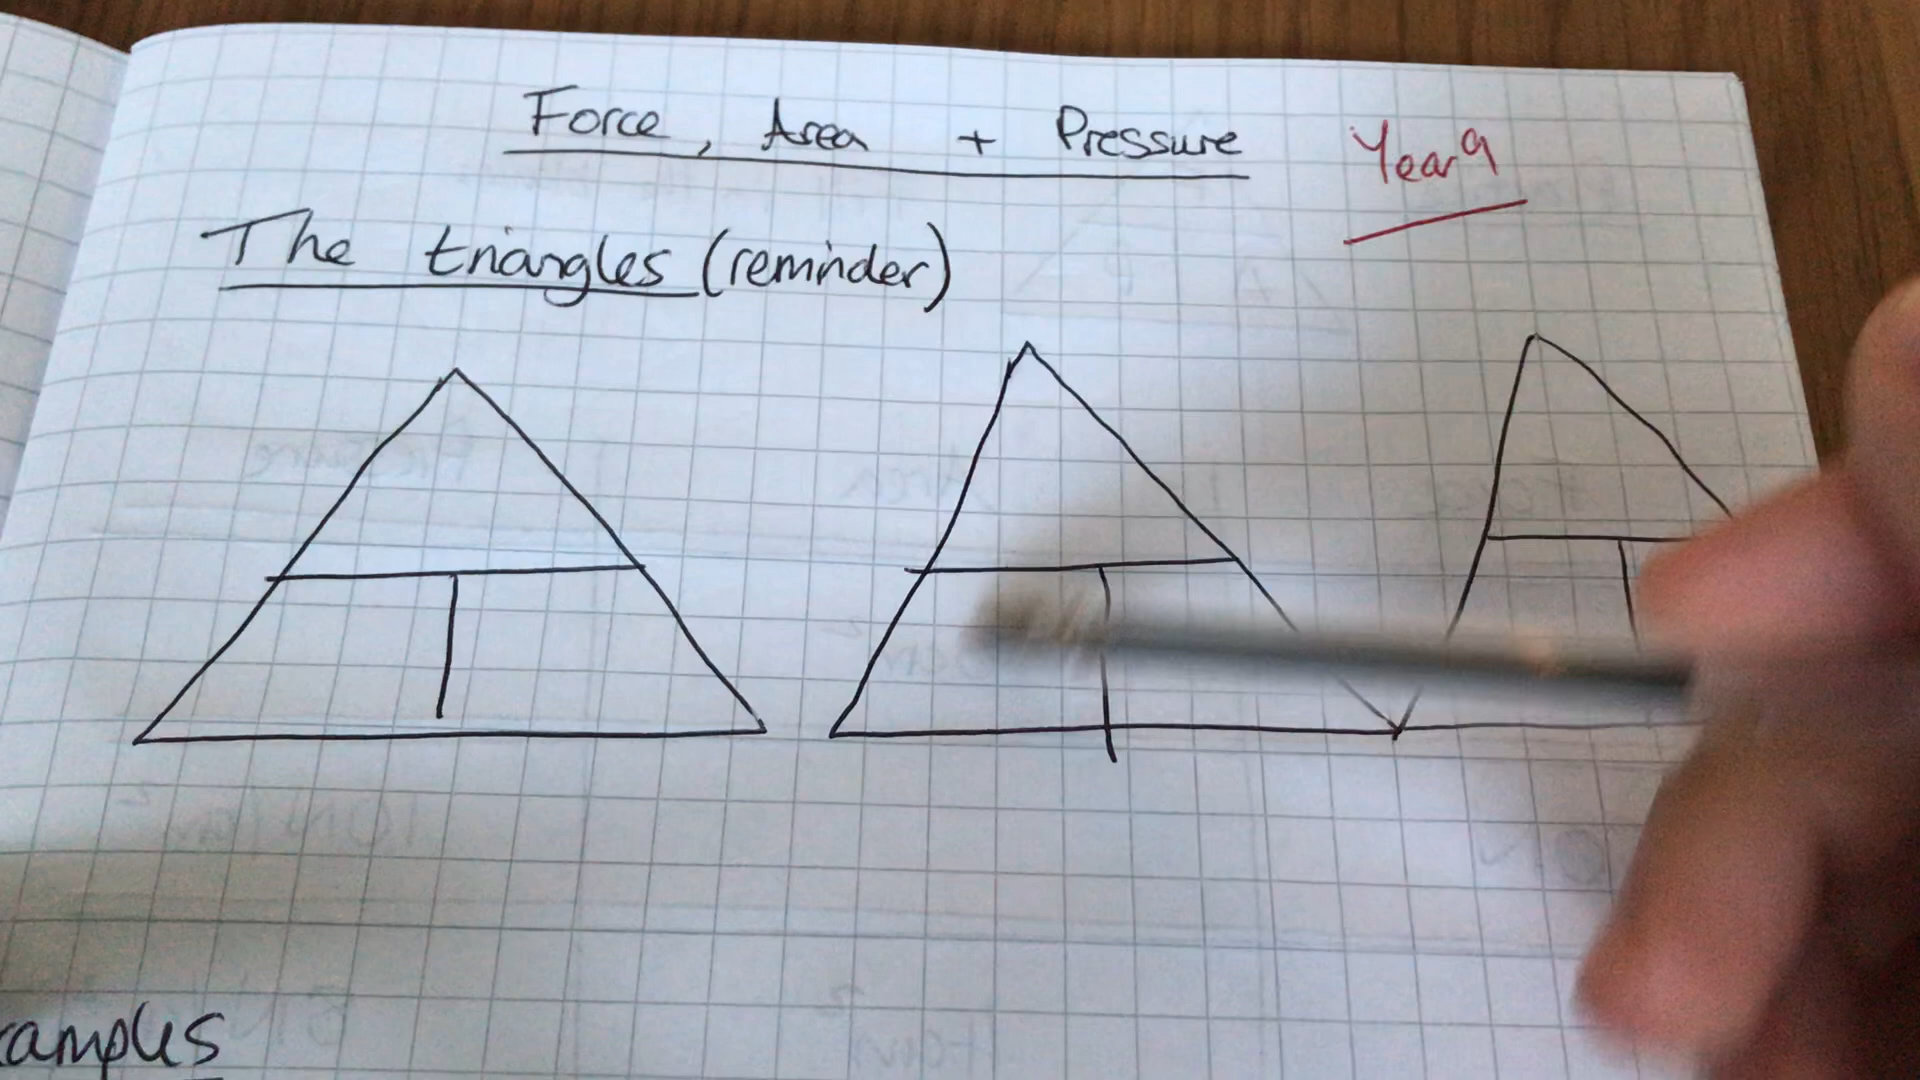 Force, Area + Pressure
Year 9
The triangles (reminder)
amples